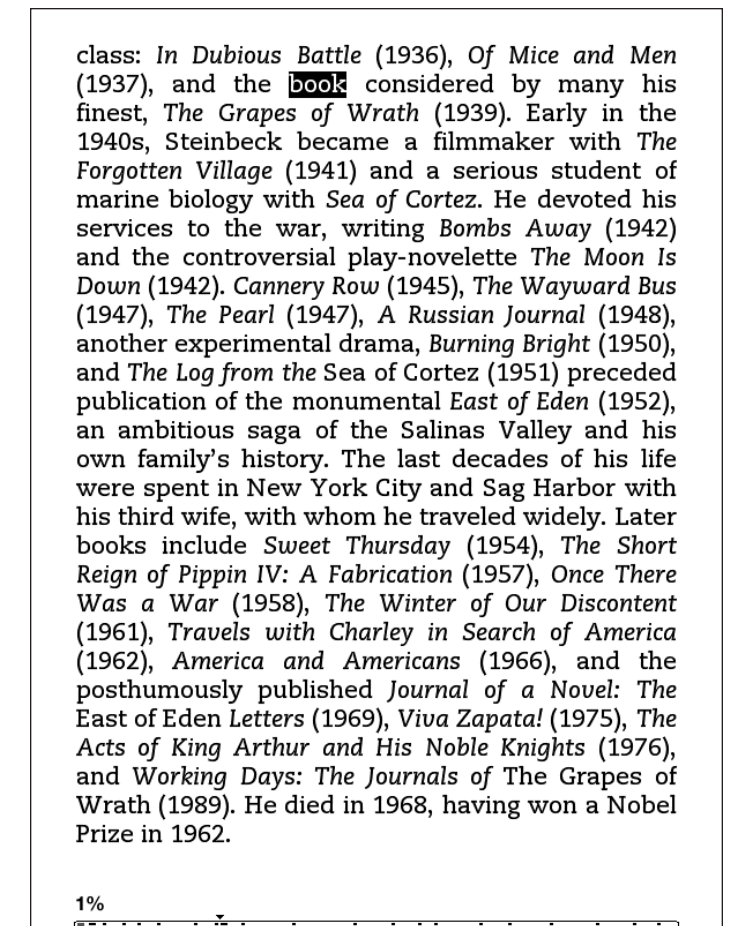 class: In Dubious Battle (1936), Of Mice and Men
(1937), and the book considered by many his
finest, The Grapes of Wrath (1939). Early in the
1940s, Steinbeck became a filmmaker with The
Forgotten Village (1941) and a serious student of
marine biology with Sea of Cortez. He devoted his
services to the war, writing Bombs Away (1942)
and the controversial play-novelette The Moon Is
Down (1942). Cannery Row (1945), The Wayward Bus
(1947), The Pearl (1947), A Russian Journal (1948),
another experimental drama, Burning Bright (1950),
and The Log from the Sea of Cortez (1951) preceded
publication of the monumental East of Eden (1952),
an ambitious saga of the Salinas Valley and his
own family’s history. The last decades of his life
were spent in New York City and Sag Harbor with
his third wife, with whom he traveled widely. Later
books include Sweet Thursday (1954), The Short
Reign of Pippin IV: A Fabrication (1957), Once There
Was a War (1958), The Winter of Our Discontent
(1961), Travels with Charley in Search of America
(1962), America and Americans (1966), and the
posthumously published Journal of a Novel: The
East of Eden Letters (1969), Viva Zapata! (1975), The
Acts of King Arthur and His Noble Knights (1976),
and Working Days: The Journals of The Grapes of
Wrath (1989). He died in 1968, having won a Nobel
Prize in 1962.
1%